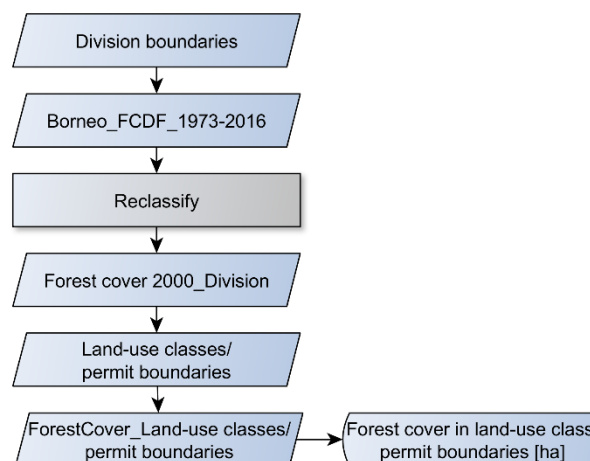 Division boundaries
Borneo_FCDF_1973-2016
Reclassify
Forest cover 2000_Division
Land-use classes/
permit boundaries
ForestCover_Land-use classes/
permit boundaries
Forest cover in land-use class
permit boundaries [ha]